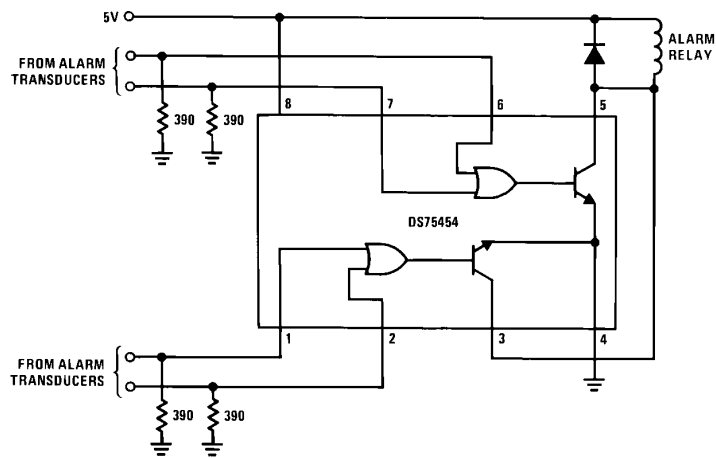 5V
FROM ALARM
TRANSDUCERS
ALARM
RELAY
390
390
8
7
6
5
DS75454
1
2
3
4
FROM ALARM
TRANSDUCERS
390
390